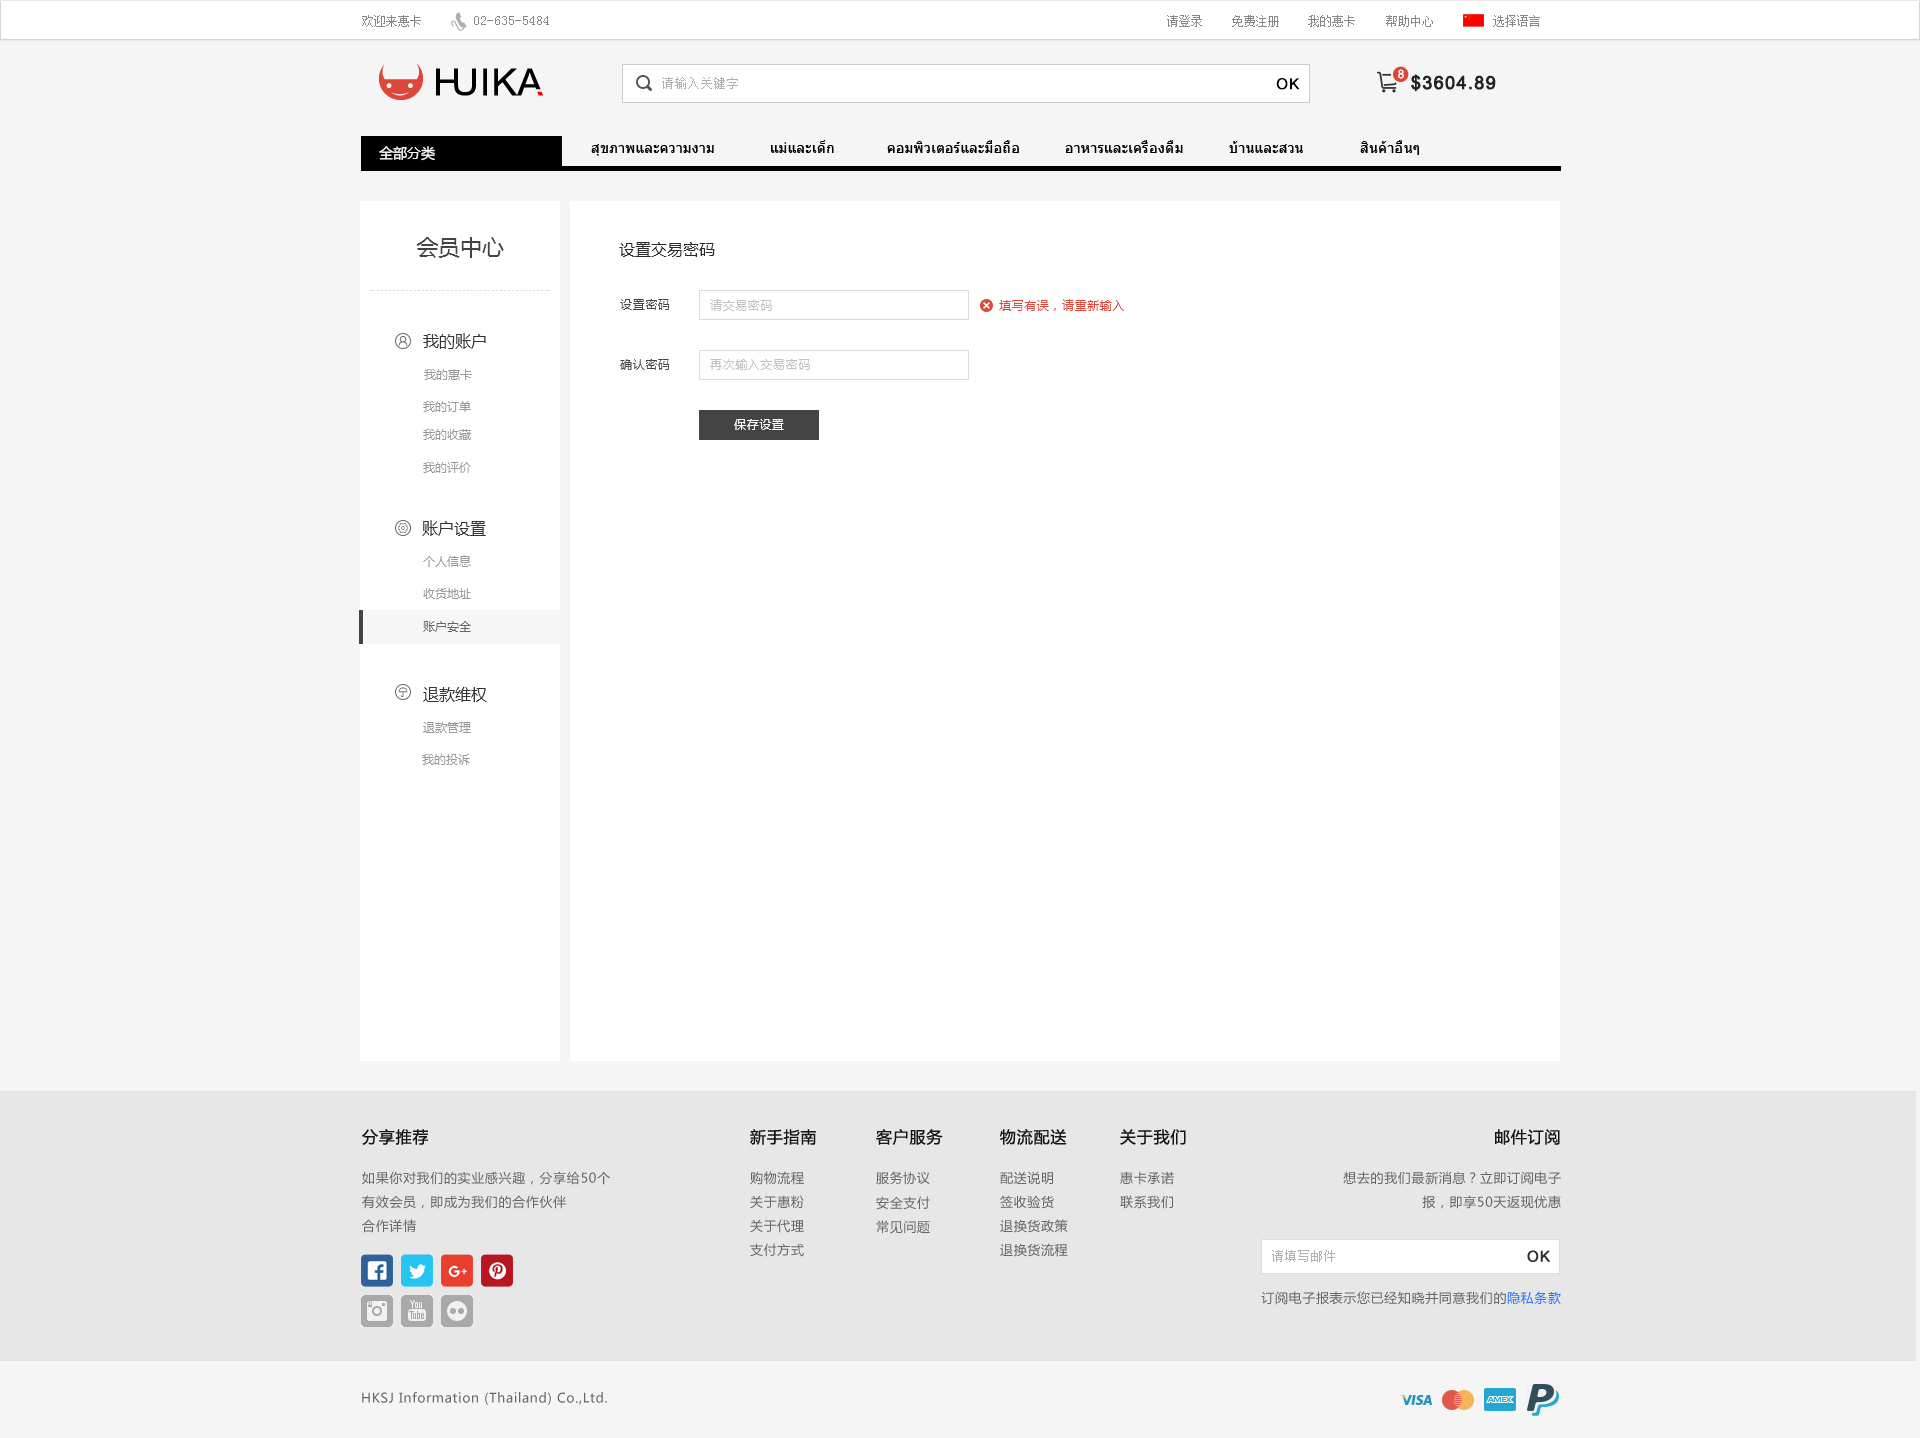 欢迎来惠卡 02-635-5484 请登录 免费注册 我的惠卡 帮助中心 选择语言
HUIKA 请输入关键字 OK 8 $3604.89
全部分类 สุขภาพและความงาม แม่และเด็ก คอมพิวเตอร์และมือถือ อาหารและเครื่องดื่ม บ้านและสวน สินค้าอื่นๆ
会员中心
我的账户
我的惠卡
我的订单
我的收藏
我的评价
账户设置
个人信息
收货地址
账户安全
退款维权
退款管理
我的投诉
设置交易密码
设置密码 请交易密码 填写有误，请重新输入
确认密码 再次输入交易密码
保存设置
分享推荐
如果你对我们的实业感兴趣，分享给50个
有效会员，即成为我们的合作伙伴
合作详情
You
Tube
新手指南
购物流程
关于惠粉
关于代理
支付方式
客户服务
服务协议
安全支付
常见问题
物流配送
配送说明
签收验货
退换货政策
退换货流程
关于我们
惠卡承诺
联系我们
邮件订阅
想去的我们最新消息？立即订阅电子
报，即享50天返现优惠
请填写邮件 OK
订阅电子报表示您已经知晓并同意我们的隐私条款
HKSJ Information (Thailand) Co.,Ltd. VISA AMEX